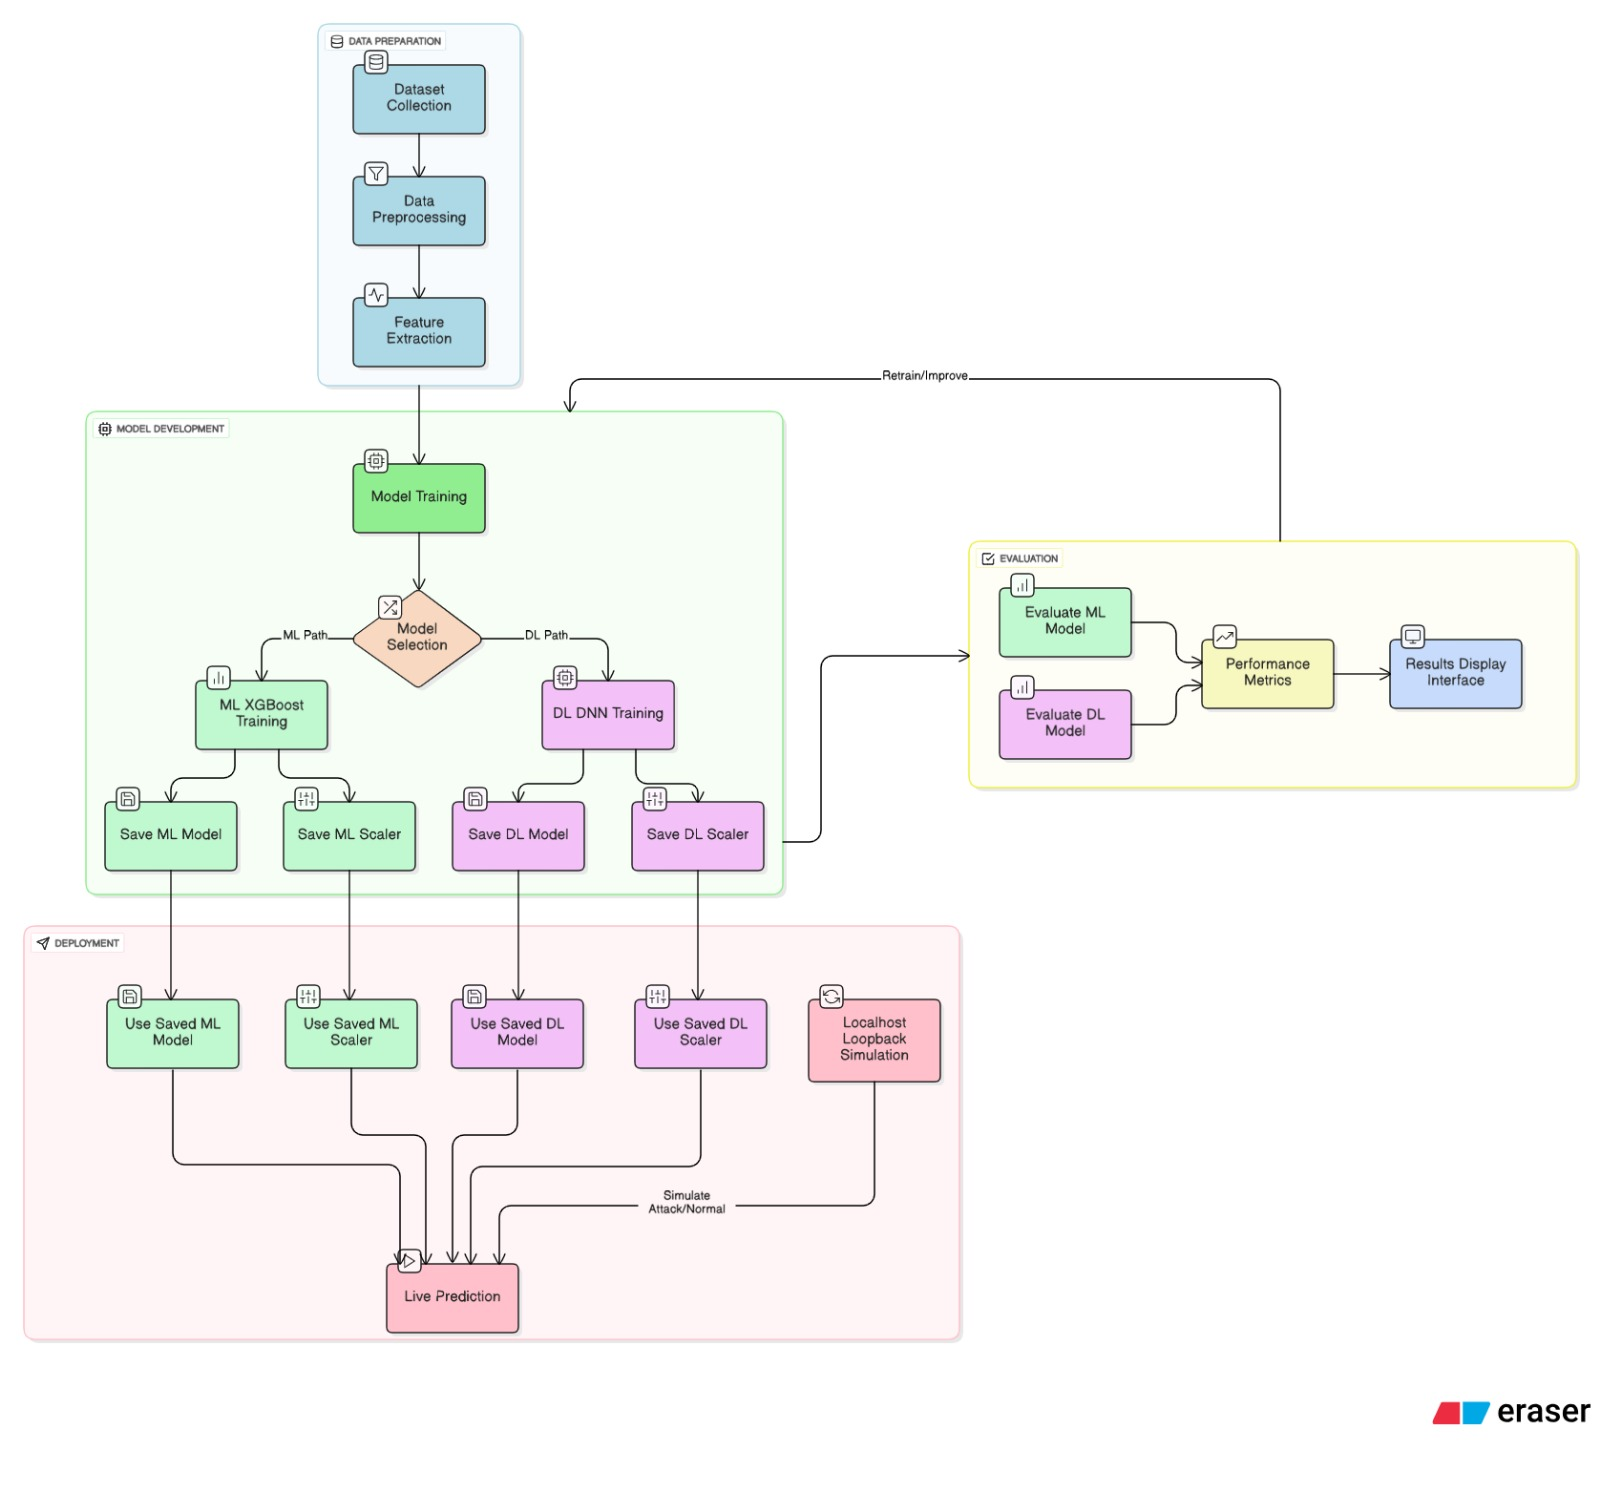 DATA PREPARATION
Dataset
Collection
Data
Preprocessing
Feature
Extraction
Retrain/Improve
MODEL DEVELOPMENT
Model Training
Model
Selection
ML Path
DL Path
ML XGBoost
Training
DL DNN Training
Save ML Model
Save ML Scaler
Save DL Model
Save DL Scaler
EVALUATION
Evaluate ML
Model
Evaluate DL
Model
Performance
Metrics
Results Display
Interface
DEPLOYMENT
Use Saved ML
Model
Use Saved ML
Scaler
Use Saved DL
Model
Use Saved DL
Scaler
Localhost
Loopback
Simulation
Simulate
Attack/Normal
Live Prediction
eraser